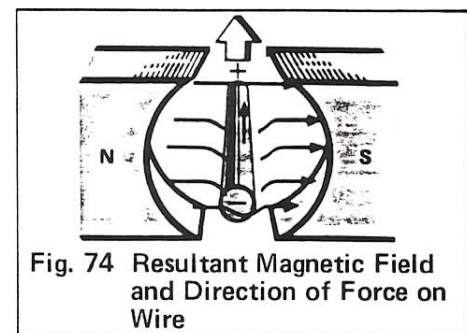 +
N
S
−
Fig. 74 Resultant Magnetic Field
and Direction of Force on
Wire